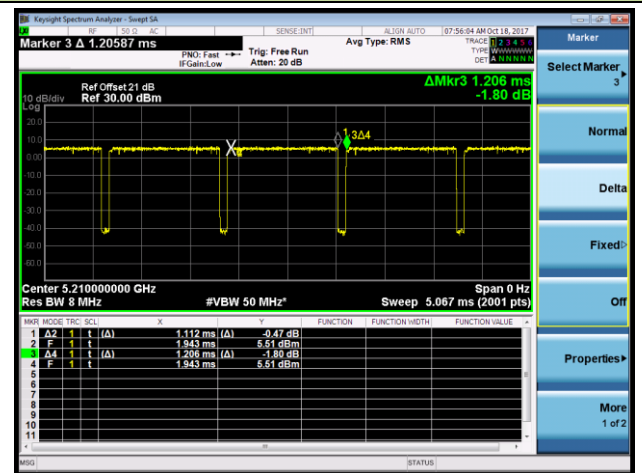 Keysight Spectrum Analyzer - Swept SA
RF 50 Ω AC SENSE:INT ALIGN AUTO 07:56:04 AM Oct 18, 2017
Marker 3 Δ 1.20587 ms
PNO: Fast
IFGain:Low
Trig: Free Run
Atten: 20 dB
Avg Type: RMS
TRACE 1 2 3 4 5 6
TYPE WWWWWW
DET A N N N N N
Ref Offset 21 dB
10 dB/div Ref 30.00 dBm
Log
ΔMkr3 1.206 ms
-1.80 dB
20.0
10.0
0.00
-10.0
-20.0
-30.0
-40.0
-50.0
-60.0
1 3Δ4
Center 5.210000000 GHz Span 0 Hz
Res BW 8 MHz #VBW 50 MHz* Sweep 5.067 ms (2001 pts)
MKR MODE TRC SCL X Y FUNCTION FUNCTION WIDTH FUNCTION VALUE
1 Δ2 1 t (Δ) 1.112 ms (Δ) -0.47 dB
2 F 1 t 1.943 ms 5.51 dBm
3 Δ4 1 t (Δ) 1.206 ms (Δ) -1.80 dB
4 F 1 t 1.943 ms 5.51 dBm
5
6
7
8
9
10
11
MSG STATUS
Marker
Select Marker
3
Normal
Delta
Fixed
Off
Properties
More
1 of 2